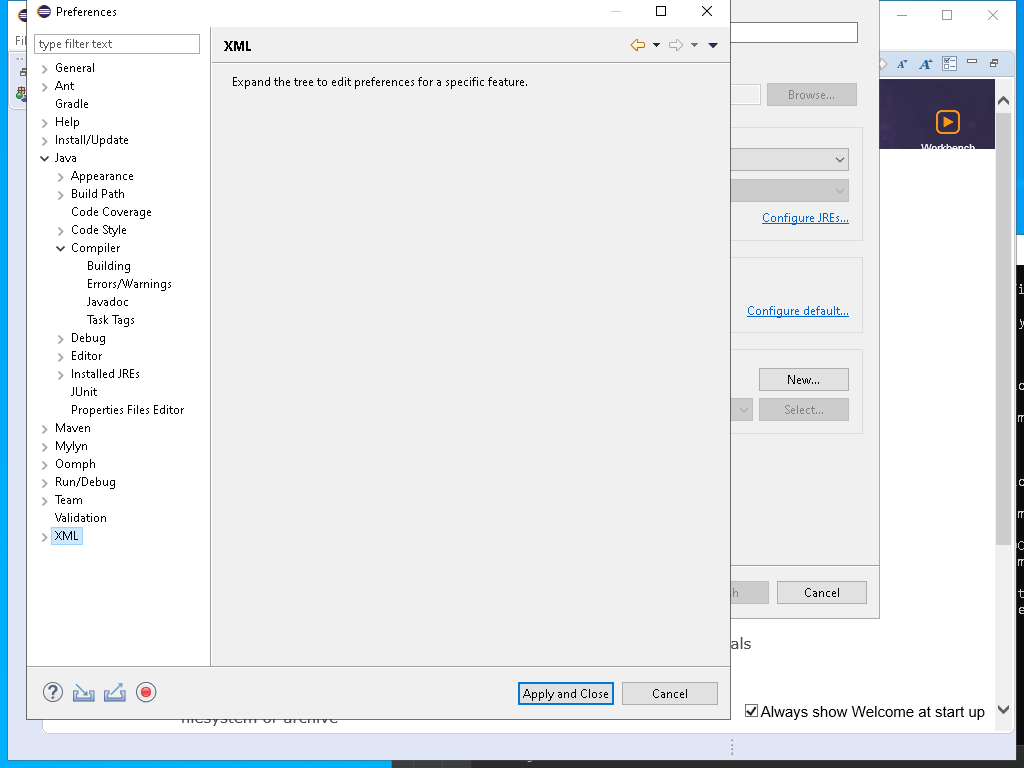 Preferences
Fil
type filter text
XML
Expand the tree to edit preferences for a specific feature.
General
Ant
Gradle
Help
Install/Update
Java
Appearance
Build Path
Code Coverage
Code Style
Compiler
Building
Errors/Warnings
Javadoc
Task Tags
Debug
Editor
Installed JREs
JUnit
Properties Files Editor
Maven
Mylyn
Oomph
Run/Debug
Team
Validation
XML
Apply and Close
Cancel
Browse...
Configure JREs...
Configure default...
New...
Select...
h
Cancel
Workbench
als
filesystem or archive
Always show Welcome at start up